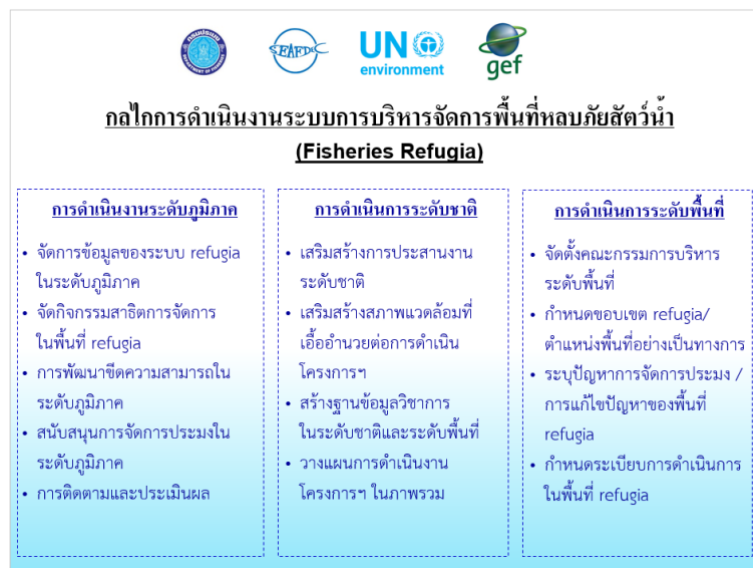 SEAFDEC
UN
environment
gef
กลไกการดำเนินงานระบบการบริหารจัดการพื้นที่หลบภัยสัตว์น้ำ
(Fisheries Refugia)
การดำเนินงานระดับภูมิภาค
• จัดการข้อมูลของระบบ refugia
ในระดับภูมิภาค
• จัดกิจกรรมสาธิตการจัดการ
ในพื้นที่ refugia
• การพัฒนาขีดความสามารถใน
ระดับภูมิภาค
• สนับสนุนการจัดการประมงใน
ระดับภูมิภาค
• การติดตามและประเมินผล
การดำเนินการระดับชาติ
• เสริมสร้างการประสานงาน
ระดับชาติ
• เสริมสร้างสภาพแวดล้อมที่
เอื้ออำนวยต่อการดำเนิน
โครงการฯ
• สร้างฐานข้อมูลวิชาการ
ในระดับชาติและระดับพื้นที่
• วางแผนการดำเนินงาน
โครงการฯ ในภาพรวม
การดำเนินการระดับพื้นที่
• จัดตั้งคณะกรรมการบริหาร
ระดับพื้นที่
• กำหนดขอบเขต refugia/
ตำแหน่งพื้นที่อย่างเป็นทางการ
• ระบุปัญหาการจัดการประมง /
การแก้ไขปัญหาของพื้นที่
refugia
• กำหนดระเบียบการดำเนินการ
ในพื้นที่ refugia